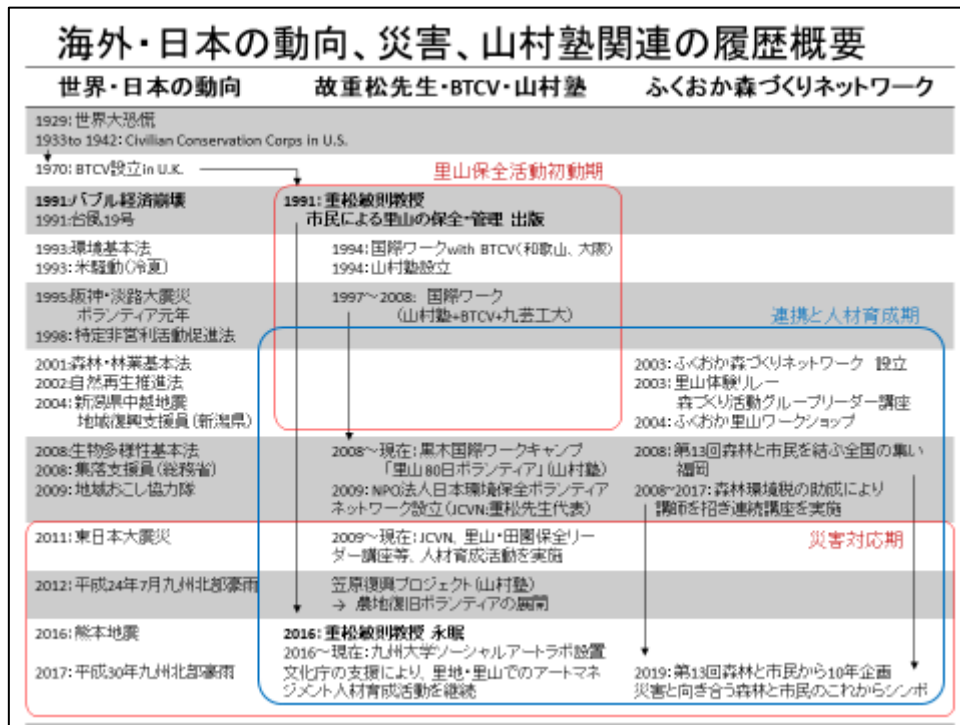 海外・日本の動向、災害、山村塾関連の履歴概要
世界・日本の動向
故重松先生・BTCV・山村塾
ふくおか森づくりネットワーク
1929:世界大恐慌
1933to 1942: Civilian Conservation Corps in U.S.
1970: BTCV設立in U.K.
里山保全活動初動期
1991:バブル経済崩壊
1991:台風19号
1991:重松敏則教授
市民による里山の保全・管理 出版
1993:環境基本法
1993:米騒動(冷夏)
1994:国際ワークwith BTCV(和歌山、大阪)
1994:山村塾設立
1995:阪神・淡路大震災
ボランティア元年
1998:特定非営利活動促進法
1997~2008: 国際ワーク
(山村塾+BTCV+九芸工大)
連携と人材育成期
2001:森林・林業基本法
2002:自然再生推進法
2004:新潟県中越地震
地域復興支援員(新潟県)
2003:ふくおか森づくりネットワーク 設立
2003:里山体験リレー
森づくり活動グループリーダー講座
2004:ふくおか里山ワークショップ
2008:生物多様性基本法
2008:集落支援員(総務省)
2009:地域おこし協力隊
2008~現在:黒木国際ワークキャンプ
「里山80日ボランティア」(山村塾)
2009:NPO法人日本環境保全ボランティア
ネットワーク設立(JCVN:重松先生代表)
2008:第13回森林と市民を結ぶ全国の集い
福岡
2008~2017:森林環境税の助成により
講師を招き連続講座を実施
災害対応期
2011:東日本大震災
2009~現在:JCVN、里山・田園保全リー
ダー講座等、人材育成活動を実施
2012:平成24年7月九州北部豪雨
笠原復興プロジェクト(山村塾)
→ 農地復旧ボランティアの展開
2016:熊本地震
2017:平成30年九州北部豪雨
2016:重松敏則教授 永眠
2016~現在:九州大学ソーシャルアートラボ設置
文化庁の支援により、里地・里山でのアートマネ
ジメント人材育成活動を継続
2019:第13回森林と市民から10年企画
災害と向き合う森林と市民のこれからシンポ